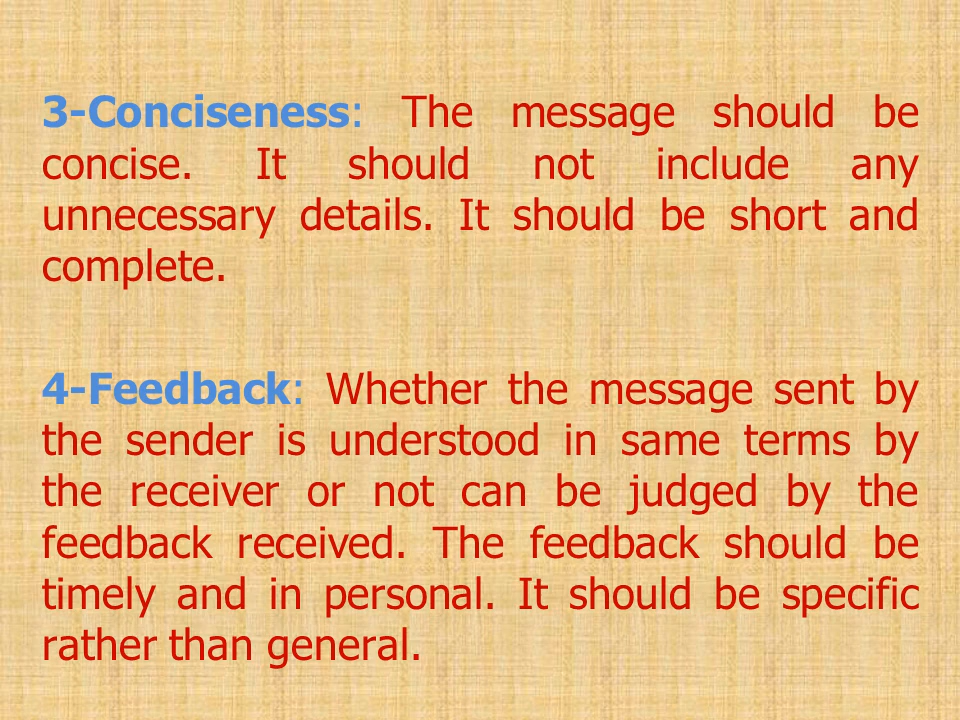 3-Conciseness: The message should be
concise. It should not include any
unnecessary details. It should be short and
complete.
4-Feedback: Whether the message sent by
the sender is understood in same terms by
the receiver or not can be judged by the
feedback received. The feedback should be
timely and in personal. It should be specific
rather than general.